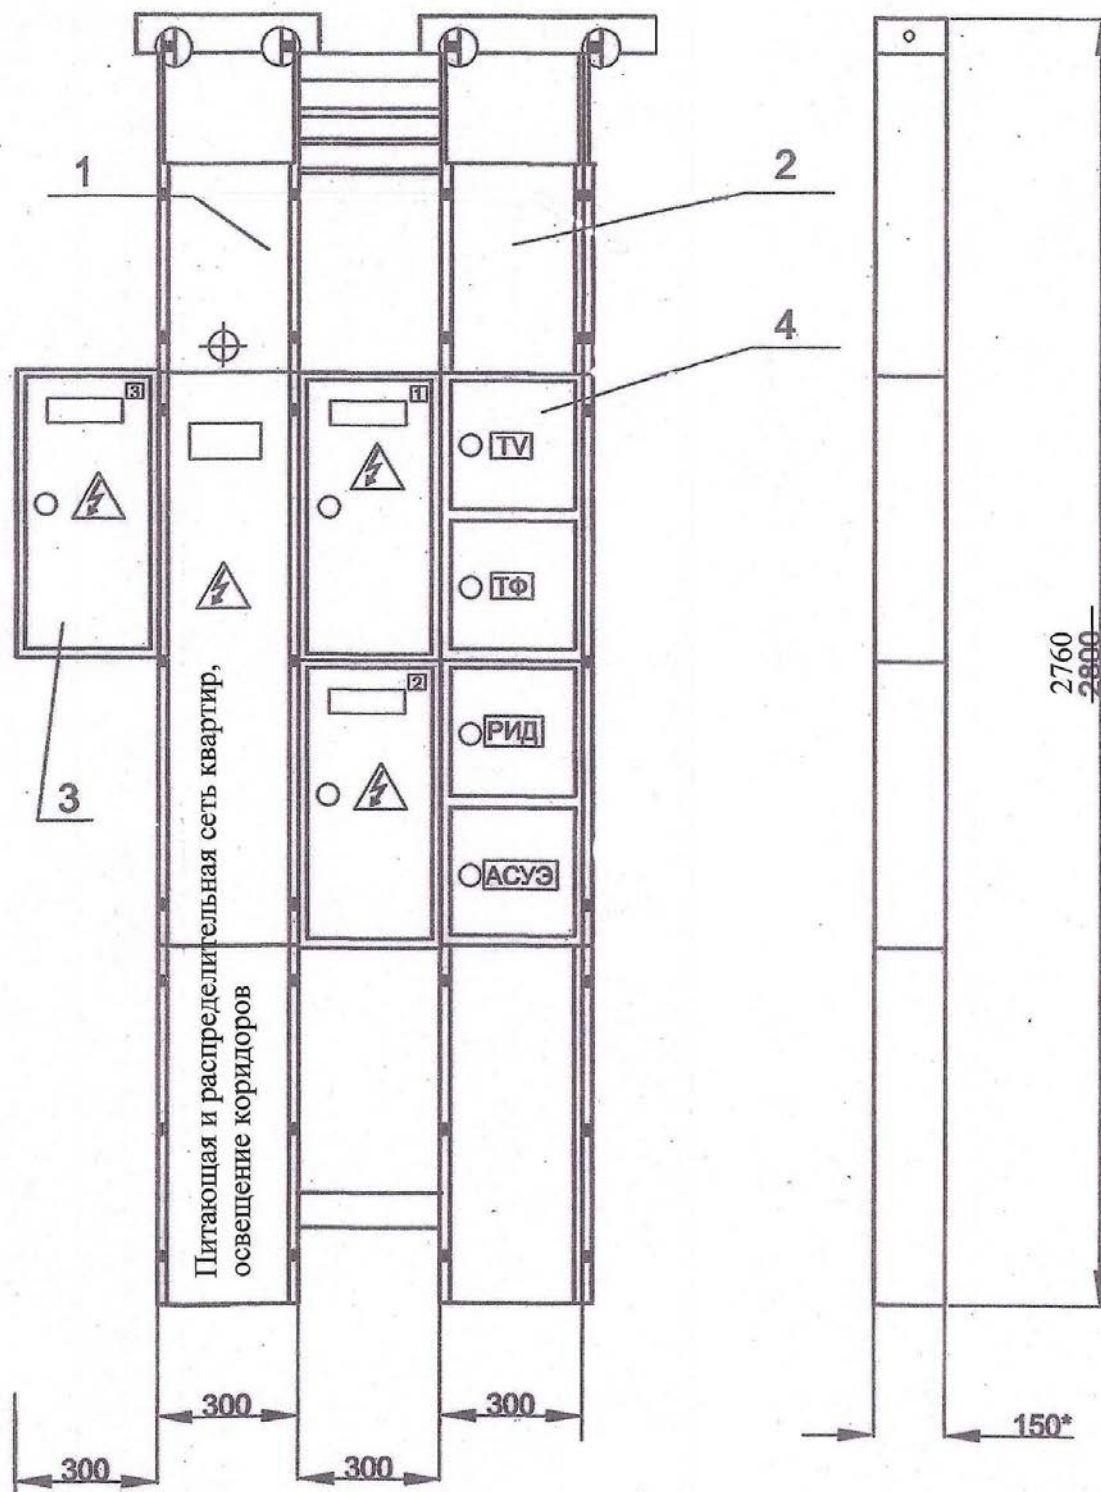 1
2
4
3
1
TV
ТФ
2
РИД
АСУЭ
3
Питающая и распределительная сеть квартир,
освещение коридоров
2760
2800
300
300
300
300
150*